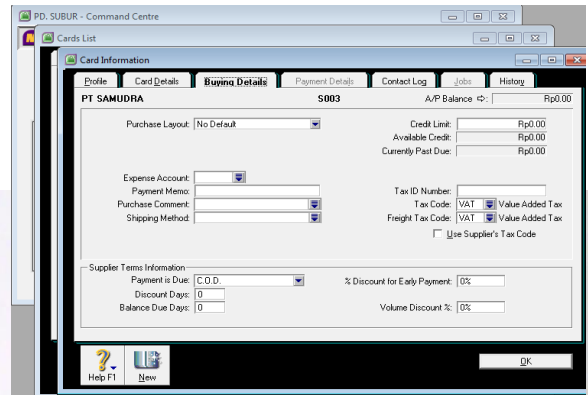 PD. SUBUR - Command Centre
Cards List
Card Information
Profile Card Details Buying Details Payment Details Contact Log Jobs History
PT SAMUDRA S003 A/P Balance ⇨: Rp0.00
Purchase Layout: No Default Credit Limit: Rp0.00
Available Credit: Rp0.00
Currently Past Due: Rp0.00
Expense Account:
Payment Memo: Tax ID Number:
Purchase Comment: Tax Code: VAT Value Added Tax
Shipping Method: Freight Tax Code: VAT Value Added Tax
Use Supplier's Tax Code
Supplier Terms Information
Payment is Due: C.O.D. % Discount for Early Payment: 0%
Discount Days: 0
Balance Due Days: 0 Volume Discount %: 0%
Help F1 New OK